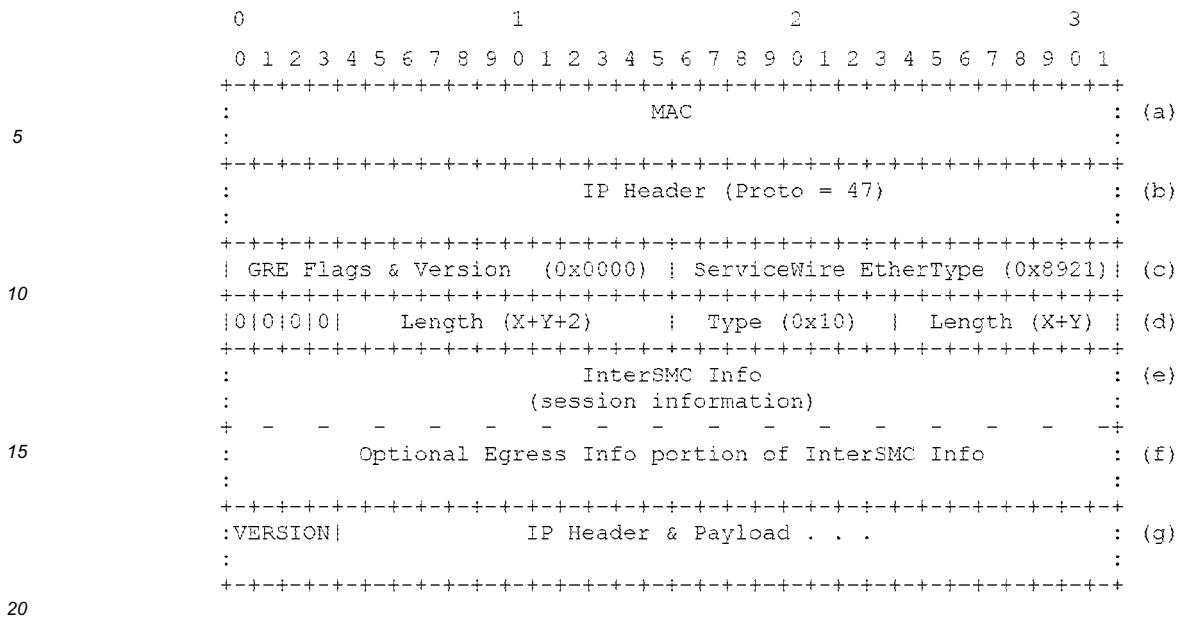 0 1 2 3
0 1 2 3 4 5 6 7 8 9 0 1 2 3 4 5 6 7 8 9 0 1 2 3 4 5 6 7 8 9 0 1
+-+-+-+-+-+-+-+-+-+-+-+-+-+-+-+-+-+-+-+-+-+-+-+-+-+-+-+-+-+-+-+-+
: MAC : (a)
5
: :
+-+-+-+-+-+-+-+-+-+-+-+-+-+-+-+-+-+-+-+-+-+-+-+-+-+-+-+-+-+-+-+-+
: IP Header (Proto = 47) : (b)
: :
+-+-+-+-+-+-+-+-+-+-+-+-+-+-+-+-+-+-+-+-+-+-+-+-+-+-+-+-+-+-+-+-+
| GRE Flags & Version (0x0000) | ServiceWire EtherType (0x8921)| (c)
10
+-+-+-+-+-+-+-+-+-+-+-+-+-+-+-+-+-+-+-+-+-+-+-+-+-+-+-+-+-+-+-+-+
|0|0|0|0| Length (X+Y+2) | Type (0x10) | Length (X+Y) | (d)
+-+-+-+-+-+-+-+-+-+-+-+-+-+-+-+-+-+-+-+-+-+-+-+-+-+-+-+-+-+-+-+-+
: InterSMC Info : (e)
: (session information) :
+ - - - - - - - - - - - - - - - -+
15
: Optional Egress Info portion of InterSMC Info : (f)
: :
+-+-+-+-+-+-+-+-+-+-+-+-+-+-+-+-+-+-+-+-+-+-+-+-+-+-+-+-+-+-+-+-+
:VERSION| IP Header & Payload . . . : (g)
: :
+-+-+-+-+-+-+-+-+-+-+-+-+-+-+-+-+-+-+-+-+-+-+-+-+-+-+-+-+-+-+-+-+
20